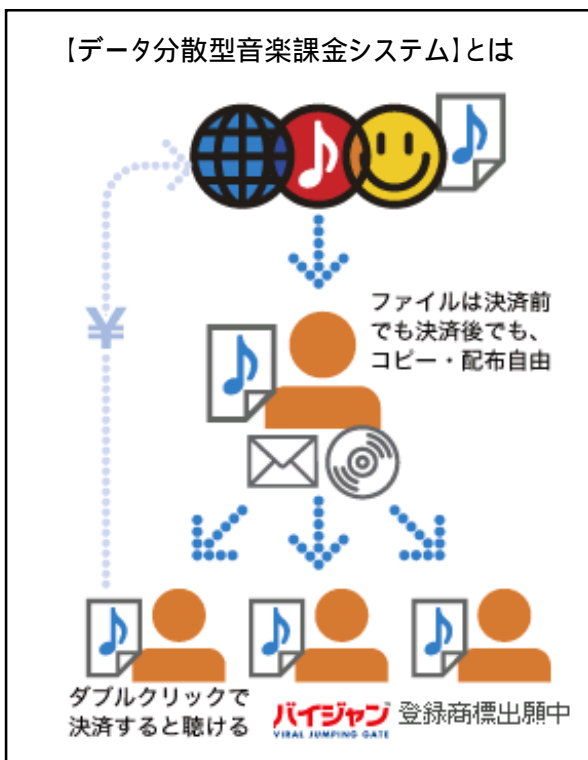 【データ分散型音楽課金システム】とは
ファイルは決済前
でも決済後でも、
コピー・配布自由
¥
ダブルクリックで
決済すると聴ける
バイジャン 登録商標出願中
VIRAL JUMPING GATE